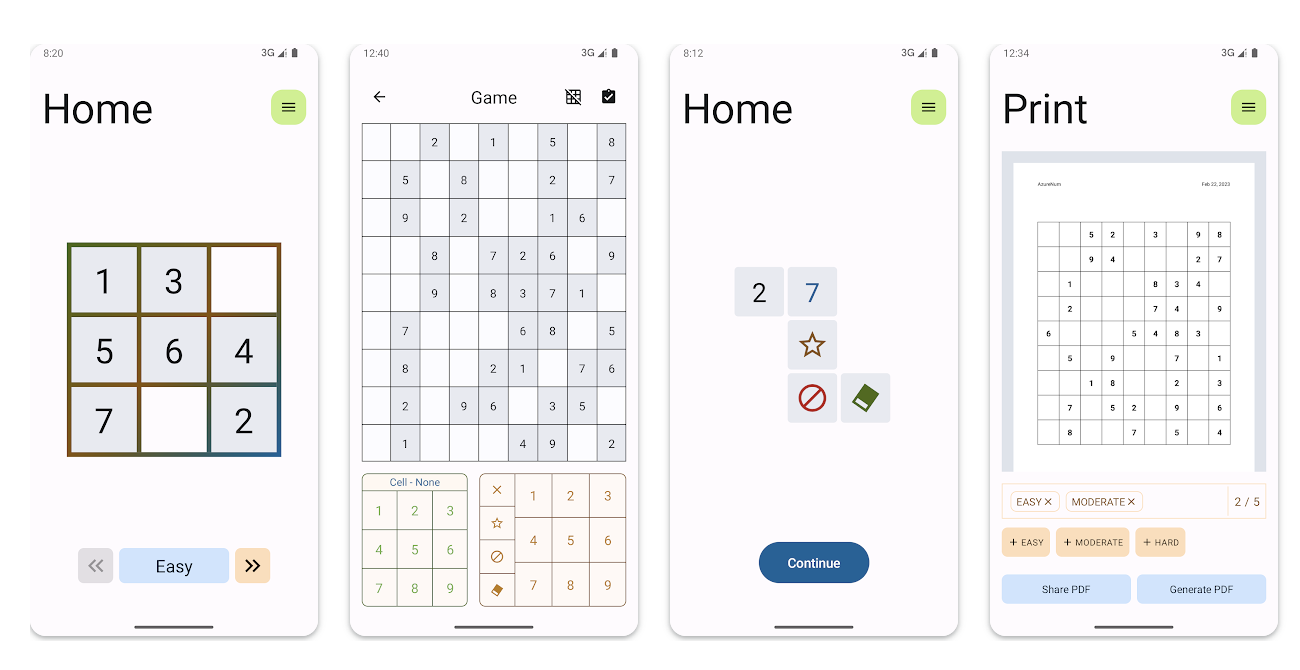 8:20 3G
Home
1 3
5 6 4
7 2
Easy
12:40 3G
Game
2 1 5 8
5 8 2 7
9 2 1 6
8 7 2 6 9
9 8 3 7 1
7 6 8 5
8 2 1 7 6
2 9 6 3 5
1 4 9 2
Cell - None
1 2 3
4 5 6
7 8 9
1 2 3
4 5 6
7 8 9
8:12 3G
Home
2 7
Continue
12:34 3G
Print
AzureNum Feb 22, 2023
5 2 3 9 8
9 4 2 7
1 8 3 4
2 7 4 9
6 5 4 8 3
5 9 7 1
1 8 2 3
7 5 2 9 6
8 7 5 4
EASY × MODERATE × 2 / 5
+ EASY + MODERATE + HARD
Share PDF Generate PDF